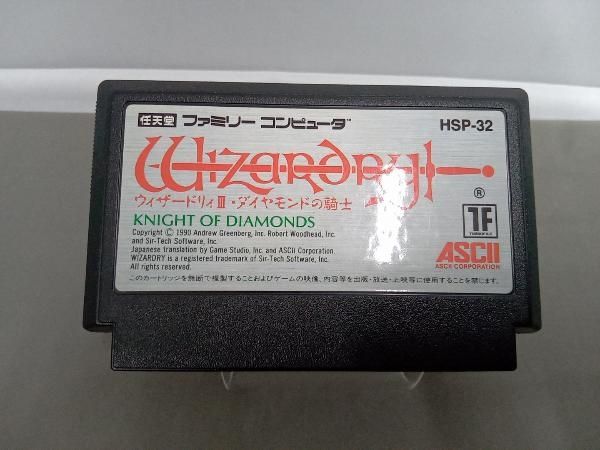 任天堂 ファミリー コンピュータ™ HSP-32
Wizardry
®
ウィザードリィⅢ・ダイヤモンドの騎士
KNIGHT OF DIAMONDS
Copyright © 1990 Andrew Greenberg, Inc. Robert Woodhead, Inc.
and Sir-Tech Software, Inc.
Japanese translation by Game Studio, Inc. and ASCII Corporation.
WIZARDRY is a registered trademark of Sir-Tech Software, Inc.
All rights reserved.
TF
ASCII
ASCII CORPORATION
このカートリッジを無断で複製することおよびゲームの映像、内容等を出版・放送・上映等に使用することを禁じます。